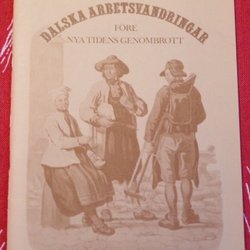 DALSKA ARBETSVANDRINGAR
FÖRE
NYA TIDENS GENOMBROTT